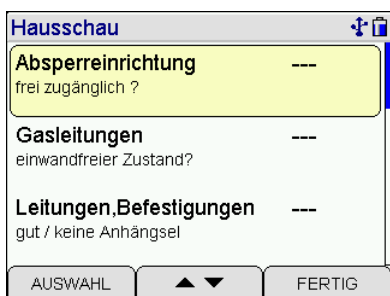 Hausschau
Absperreinrichtung ---
frei zugänglich ?
Gasleitungen ---
einwandfreier Zustand?
Leitungen,Befestigungen ---
gut / keine Anhängsel
AUSWAHL ▲ ▼ FERTIG